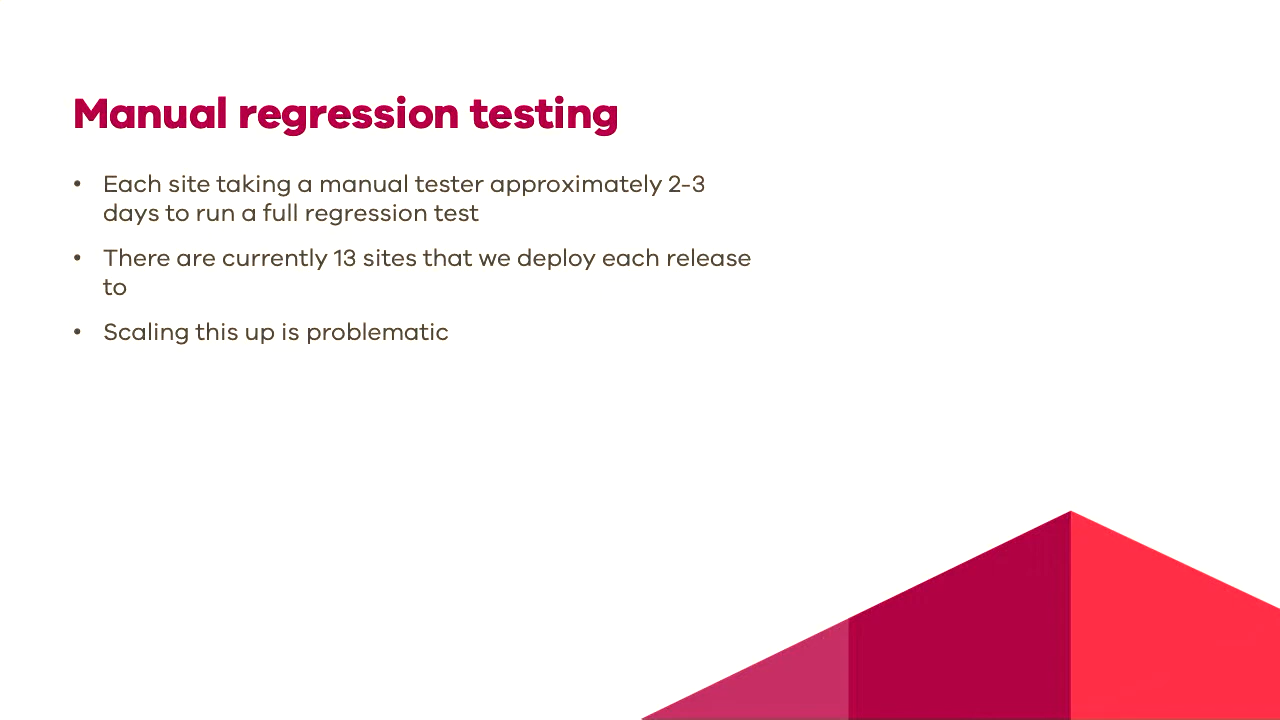 Manual regression testing
• Each site taking a manual tester approximately 2-3
days to run a full regression test
• There are currently 13 sites that we deploy each release
to
• Scaling this up is problematic